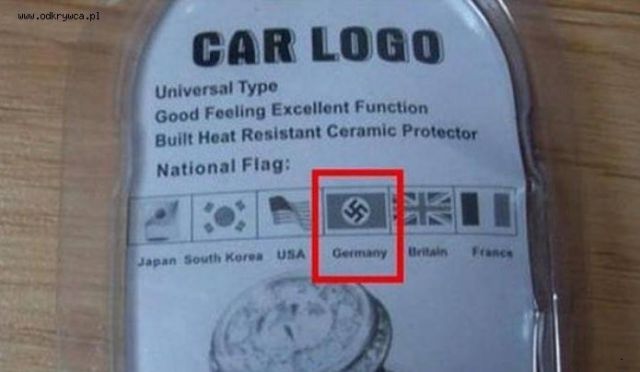 www.odkrywca.pl
CAR LOGO
Universal Type
Good Feeling Excellent Function
Built Heat Resistant Ceramic Protector
National Flag:
Japan South Korea USA Germany Britain France